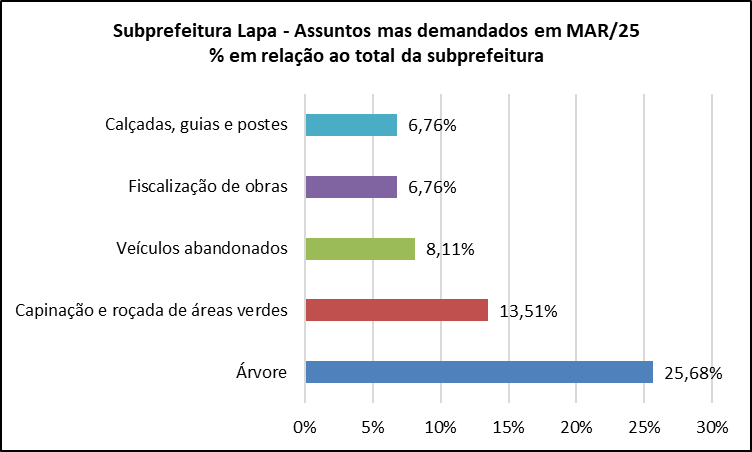 Subprefeitura Lapa - Assuntos mas demandados em MAR/25
% em relação ao total da subprefeitura
Calçadas, guias e postes 6,76%
Fiscalização de obras 6,76%
Veículos abandonados 8,11%
Capinação e roçada de áreas verdes 13,51%
Árvore 25,68%
0% 5% 10% 15% 20% 25% 30%